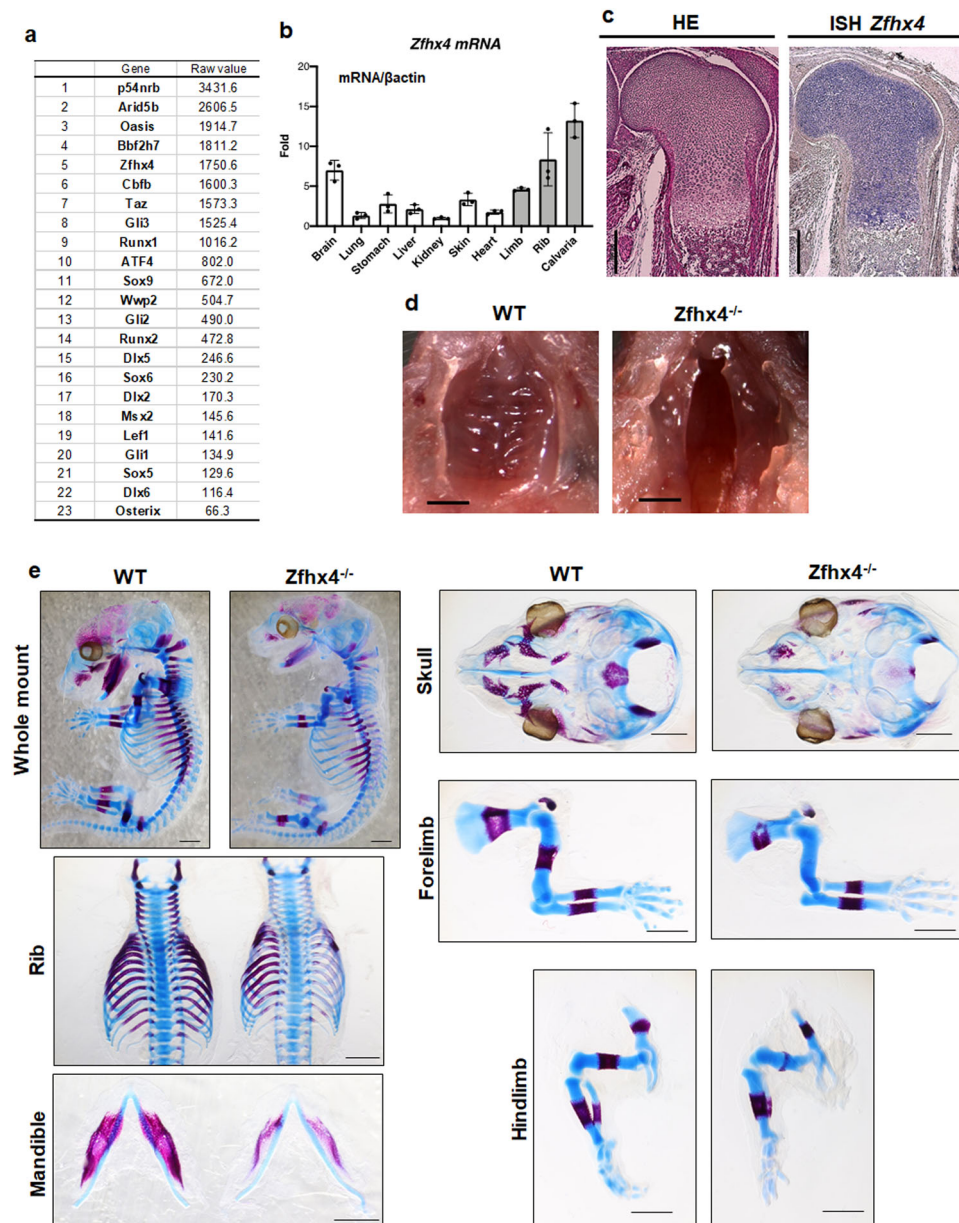 a
Gene Raw value
1 p54nrb 3431.6
2 Arid5b 2606.5
3 Oasis 1914.7
4 Bbf2h7 1811.2
5 Zfhx4 1750.6
6 Cbfb 1600.3
7 Taz 1573.3
8 Gli3 1525.4
9 Runx1 1016.2
10 ATF4 802.0
11 Sox9 672.0
12 Wwp2 504.7
13 Gli2 490.0
14 Runx2 472.8
15 Dlx5 246.6
16 Sox6 230.2
17 Dlx2 170.3
18 Msx2 145.6
19 Lef1 141.6
20 Gli1 134.9
21 Sox5 129.6
22 Dlx6 116.4
23 Osterix 66.3
b
Zfhx4 mRNA
mRNA/βactin
Fold
20
15
10
5
0
Brain
Lung
Stomach
Liver
Kidney
Skin
Heart
Limb
Rib
Calvaria
c
HE ISH Zfhx4
d
WT Zfhx4-/-
e
WT Zfhx4-/-
Whole mount
Rib
Mandible
WT Zfhx4-/-
Skull
Forelimb
Hindlimb